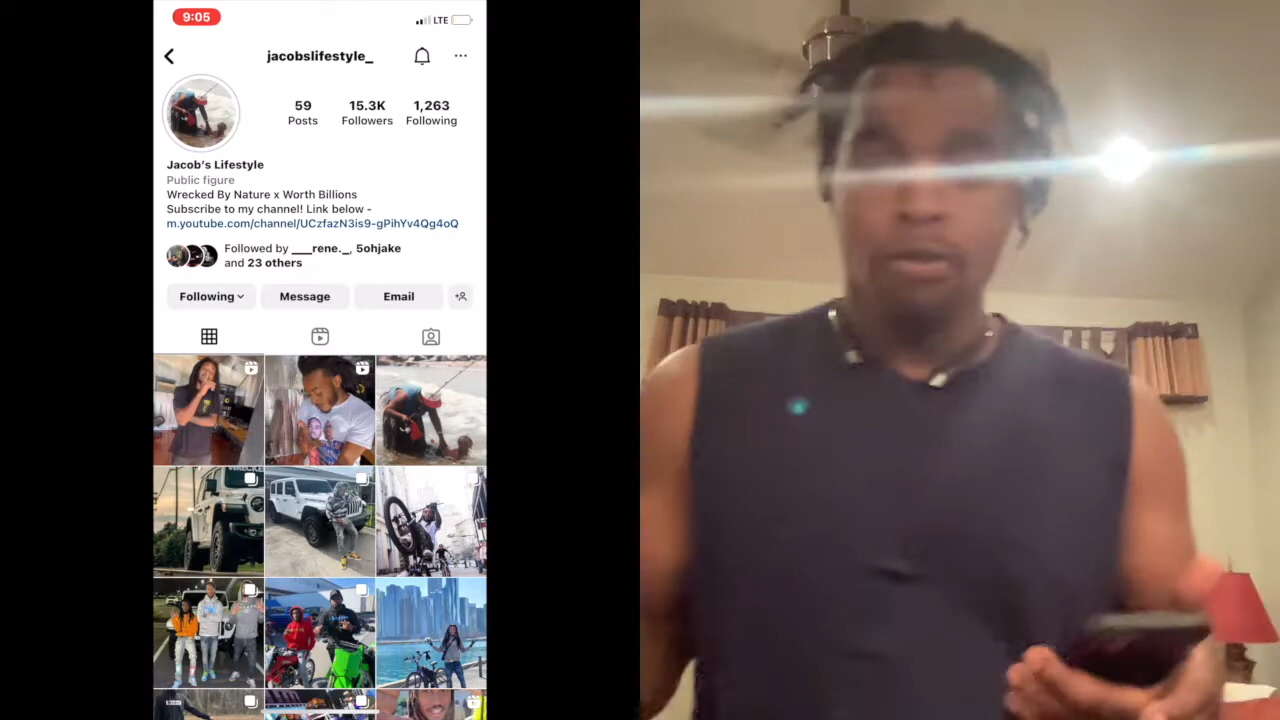 9:05
LTE
jacobslifestyle_
59
15.3K
1,263
Posts
Followers
Following
Jacob's Lifestyle
Public figure
Wrecked By Nature x Worth Billions
Subscribe to my channel! Link below -
m.youtube.com/channel/UCzfazN3is9-gPihYv4Qg4oQ
Followed by ___rene._, 5ohjake
and 23 others
Following
Message
Email